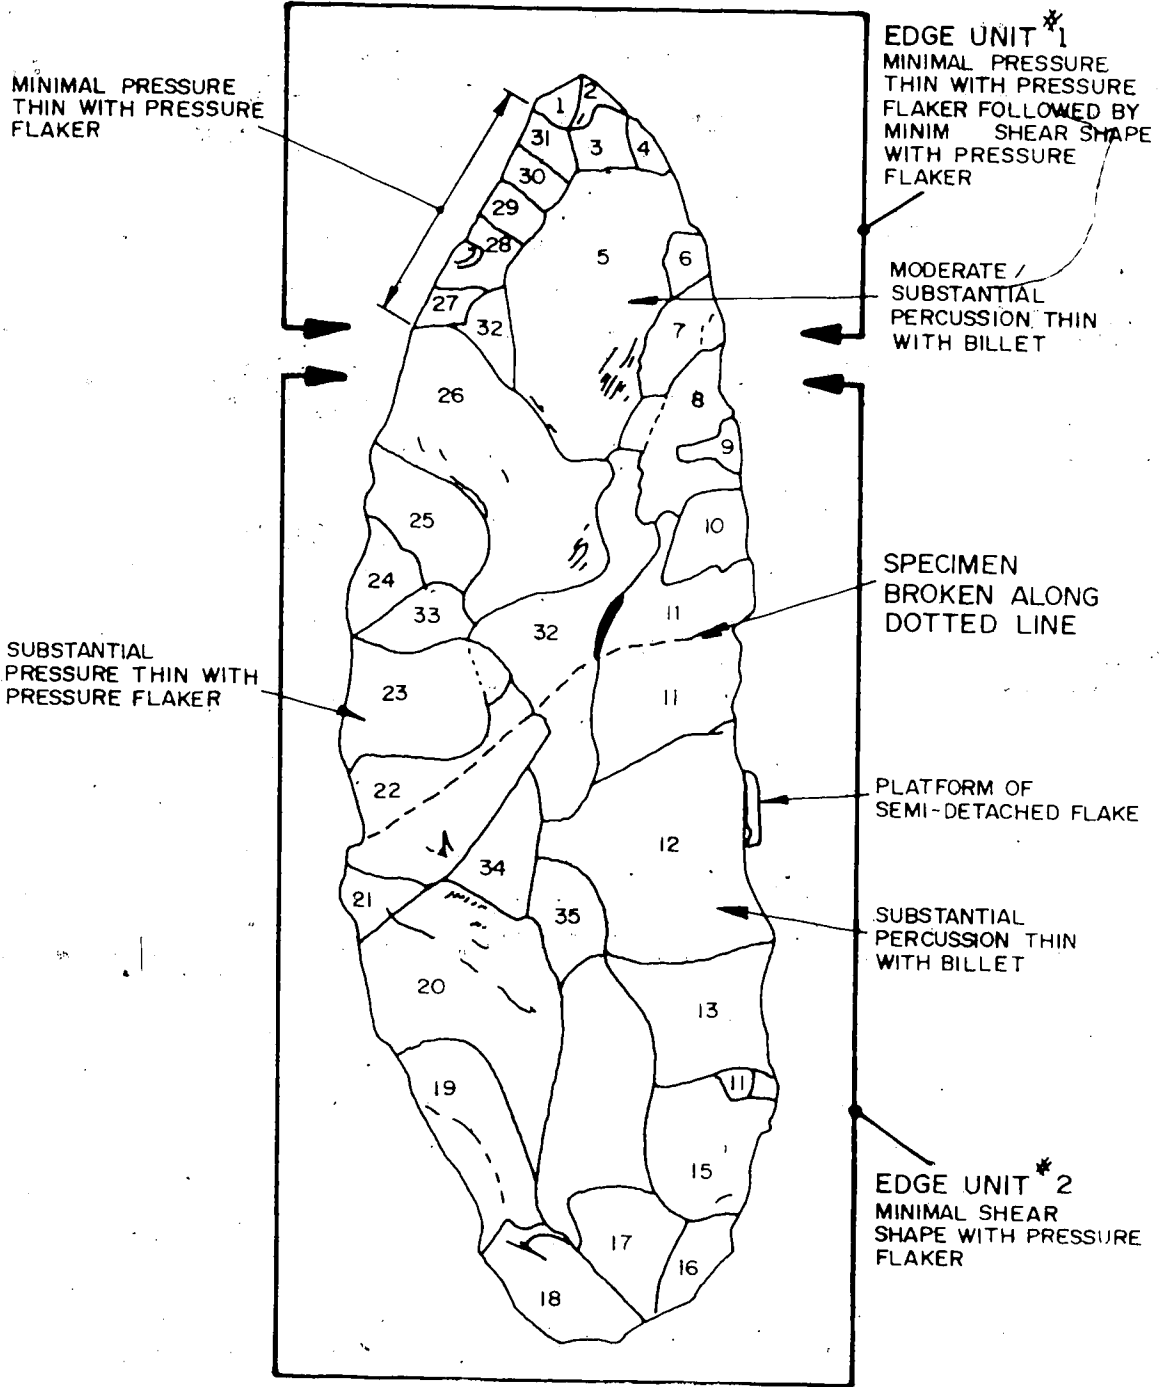 MINIMAL PRESSURE
THIN WITH PRESSURE
FLAKER
EDGE UNIT #1
MINIMAL PRESSURE
THIN WITH PRESSURE
FLAKER FOLLOWED BY
MINIM SHEAR SHAPE
WITH PRESSURE
FLAKER
MODERATE/
SUBSTANTIAL
PERCUSSION THIN
WITH BILLET
SPECIMEN
BROKEN ALONG
DOTTED LINE
SUBSTANTIAL
PRESSURE THIN WITH
PRESSURE FLAKER
PLATFORM OF
SEMI-DETACHED FLAKE
SUBSTANTIAL
PERCUSSION THIN
WITH BILLET
EDGE UNIT #2
MINIMAL SHEAR
SHAPE WITH PRESSURE
FLAKER
1
2
31
3
4
30
29
28
5
6
27
32
7
26
8
9
25
10
24
33
32
11
23
11
22
12
34
21
35
20
13
19
11
15
17
16
18